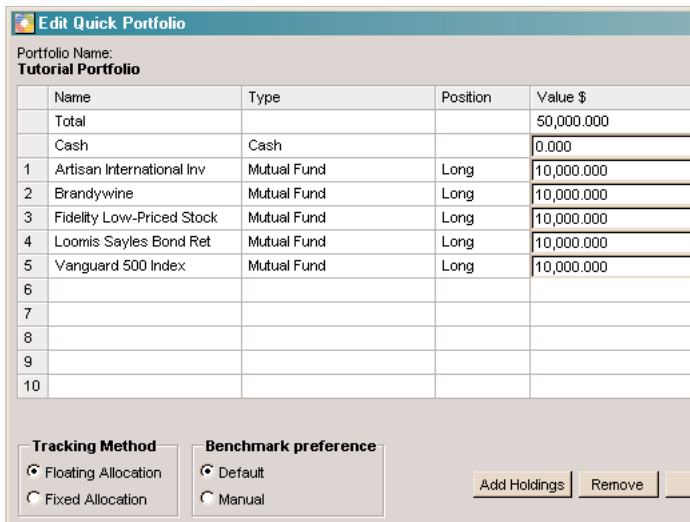 Edit Quick Portfolio
Portfolio Name:
Tutorial Portfolio
Name Type Position Value $
Total 50,000.000
Cash Cash 0.000
1 Artisan International Inv Mutual Fund Long 10,000.000
2 Brandywine Mutual Fund Long 10,000.000
3 Fidelity Low-Priced Stock Mutual Fund Long 10,000.000
4 Loomis Sayles Bond Ret Mutual Fund Long 10,000.000
5 Vanguard 500 Index Mutual Fund Long 10,000.000
6
7
8
9
10
Tracking Method Benchmark preference
Floating Allocation Default
Fixed Allocation Manual
Add Holdings Remove